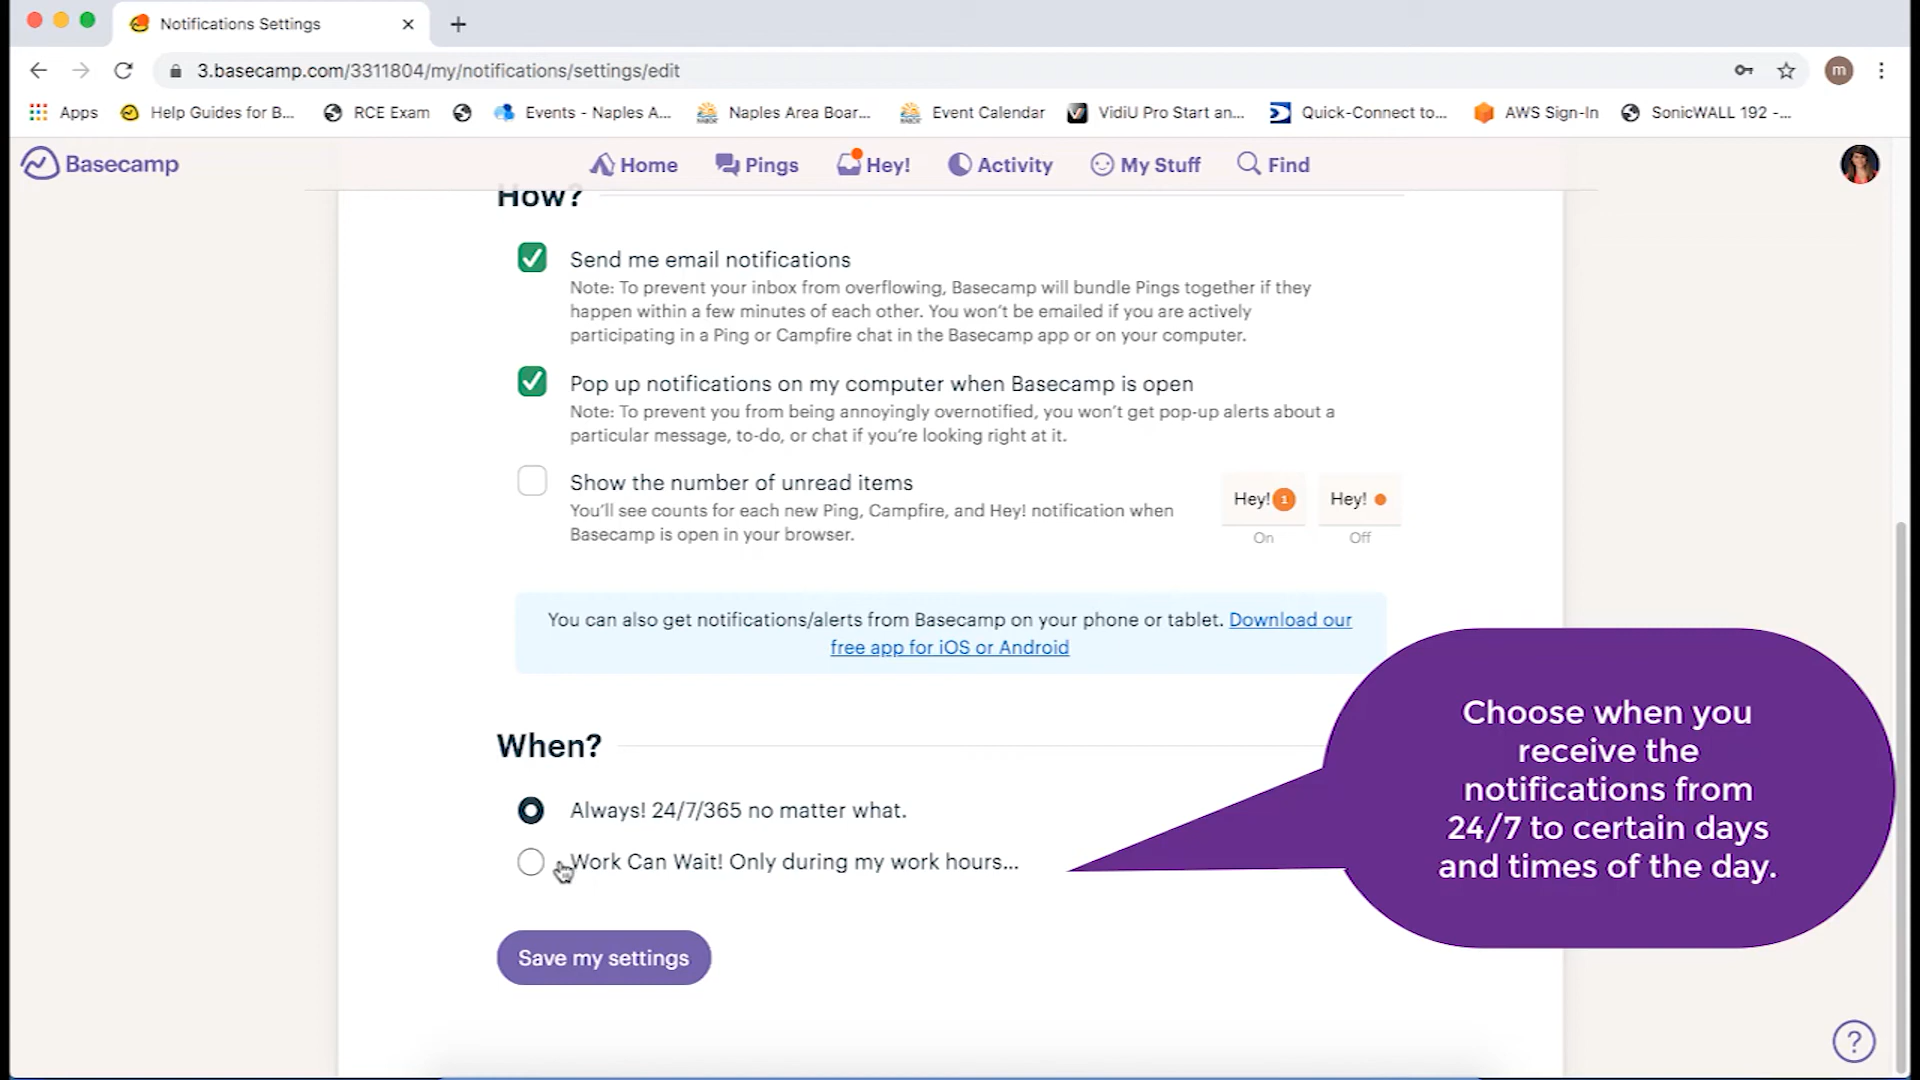 Notifications Settings
3.basecamp.com/3311804/my/notifications/settings/edit
m
Apps
Help Guides for B...
RCE Exam
Events - Naples A...
Naples Area Boar...
Event Calendar
VidiU Pro Start an...
Quick-Connect to...
AWS Sign-In
SonicWALL 192 -...
Basecamp
Home
Pings
Hey!
Activity
My Stuff
Find
How?
Send me email notifications
Note: To prevent your inbox from overflowing, Basecamp will bundle Pings together if they
happen within a few minutes of each other. You won't be emailed if you are actively
participating in a Ping or Campfire chat in the Basecamp app or on your computer.
Pop up notifications on my computer when Basecamp is open
Note: To prevent you from being annoyingly overnotified, you won't get pop-up alerts about a
particular message, to-do, or chat if you're looking right at it.
Show the number of unread items
You'll see counts for each new Ping, Campfire, and Hey! notification when
Basecamp is open in your browser.
Hey! 1
On
Hey!
Off
You can also get notifications/alerts from Basecamp on your phone or tablet. Download our
free app for iOS or Android
When?
Always! 24/7/365 no matter what.
Work Can Wait! Only during my work hours...
Save my settings
Choose when you
receive the
notifications from
24/7 to certain days
and times of the day.
?